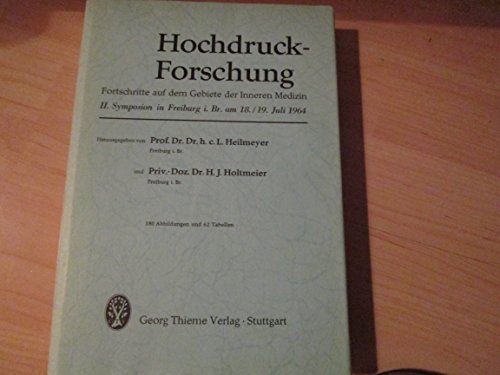 Hochdruck-
Forschung
Fortschritte auf dem Gebiete der Inneren Medizin
II. Symposion in Freiburg i. Br. am 18./19. Juli 1964
Herausgegeben von Prof. Dr. Dr. h. c. L. Heilmeyer
Freiburg i. Br.
und Priv.-Doz. Dr. H. J. Holtmeier
Freiburg i. Br.
180 Abbildungen und 62 Tabellen
Georg Thieme Verlag · Stuttgart